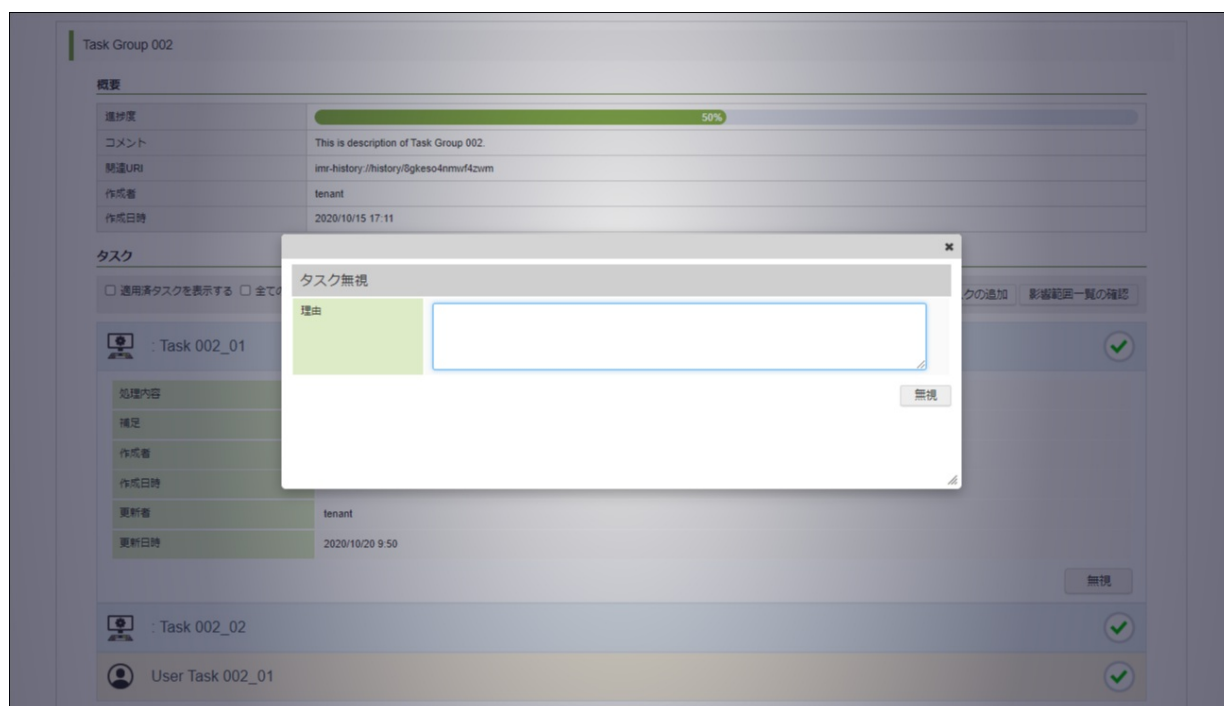 Task Group 002
概要
進捗度 50%
コメント This is description of Task Group 002.
関連URI imr-history://history/8gkeso4nmwf4zwm
作成者 tenant
作成日時 2020/10/15 17:11
タスク
適用済タスクを表示する 全ての
クの追加 影響範囲一覧の確認
タスク無視
理由
無視
: Task 002_01
処理内容
補足
作成者
作成日時
更新者 tenant
更新日時 2020/10/20 9:50
無視
: Task 002_02
User Task 002_01